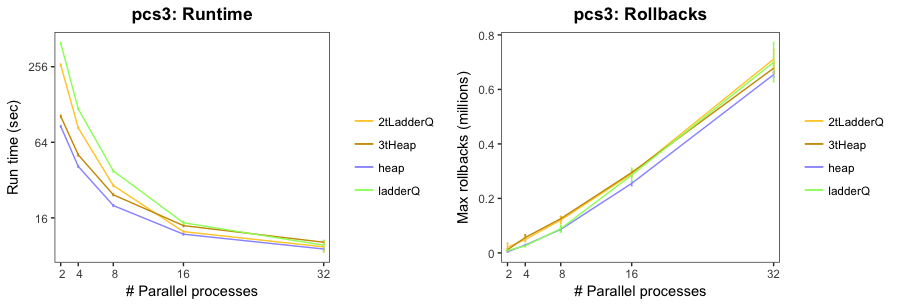 pcs3: Runtime
Run time (sec)
256
64
16
2 4 8 16 32
# Parallel processes
2tLadderQ
3tHeap
heap
ladderQ
pcs3: Rollbacks
Max rollbacks (millions)
0.8
0.6
0.4
0.2
0
2 4 8 16 32
# Parallel processes
2tLadderQ
3tHeap
heap
ladderQ